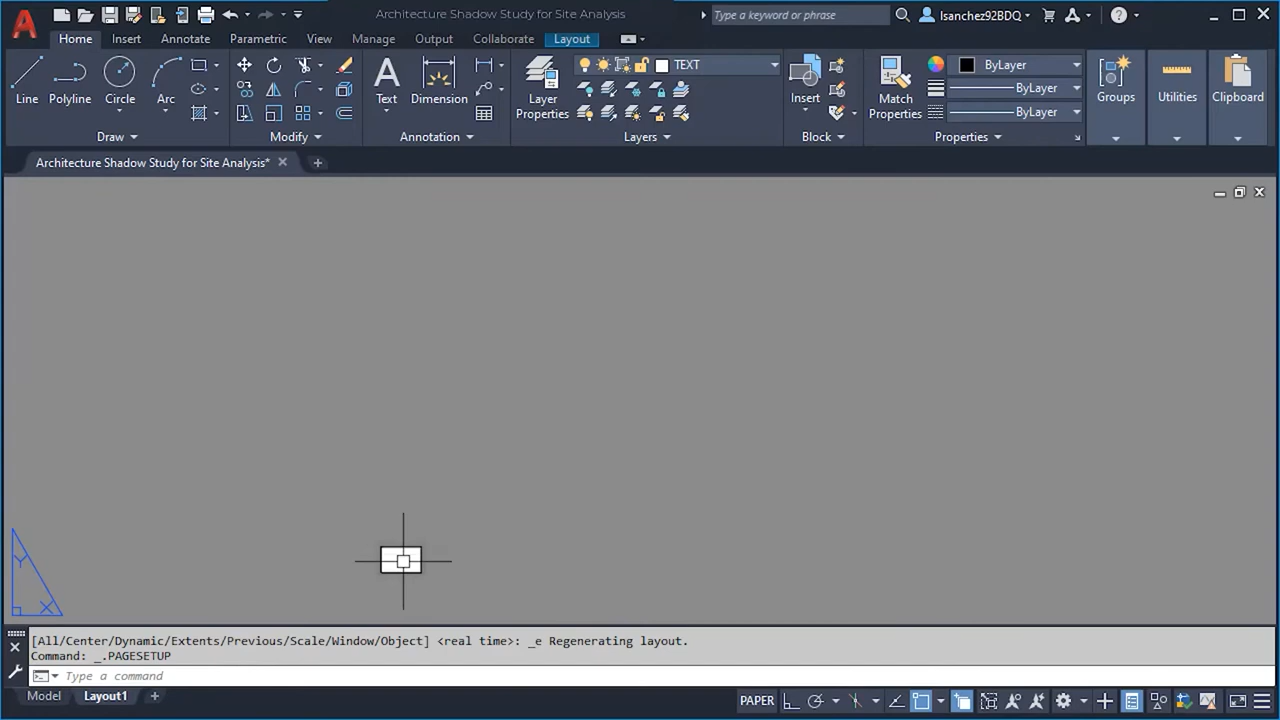 Architecture Shadow Study for Site Analysis
Type a keyword or phrase
lsanchez92BDQ
Home Insert Annotate Parametric View Manage Output Collaborate Layout
Line Polyline Circle Arc
Draw
Modify
Text Dimension
Annotation
Layer Properties
TEXT
Layers
Insert
Block
Match Properties
ByLayer
ByLayer
ByLayer
Properties
Groups
Utilities
Clipboard
Architecture Shadow Study for Site Analysis*
Y
X
[All/Center/Dynamic/Extents/Previous/Scale/Window/Object] <real time>: _e Regenerating layout.
Command: _.PAGESETUP
Type a command
Model Layout1
PAPER